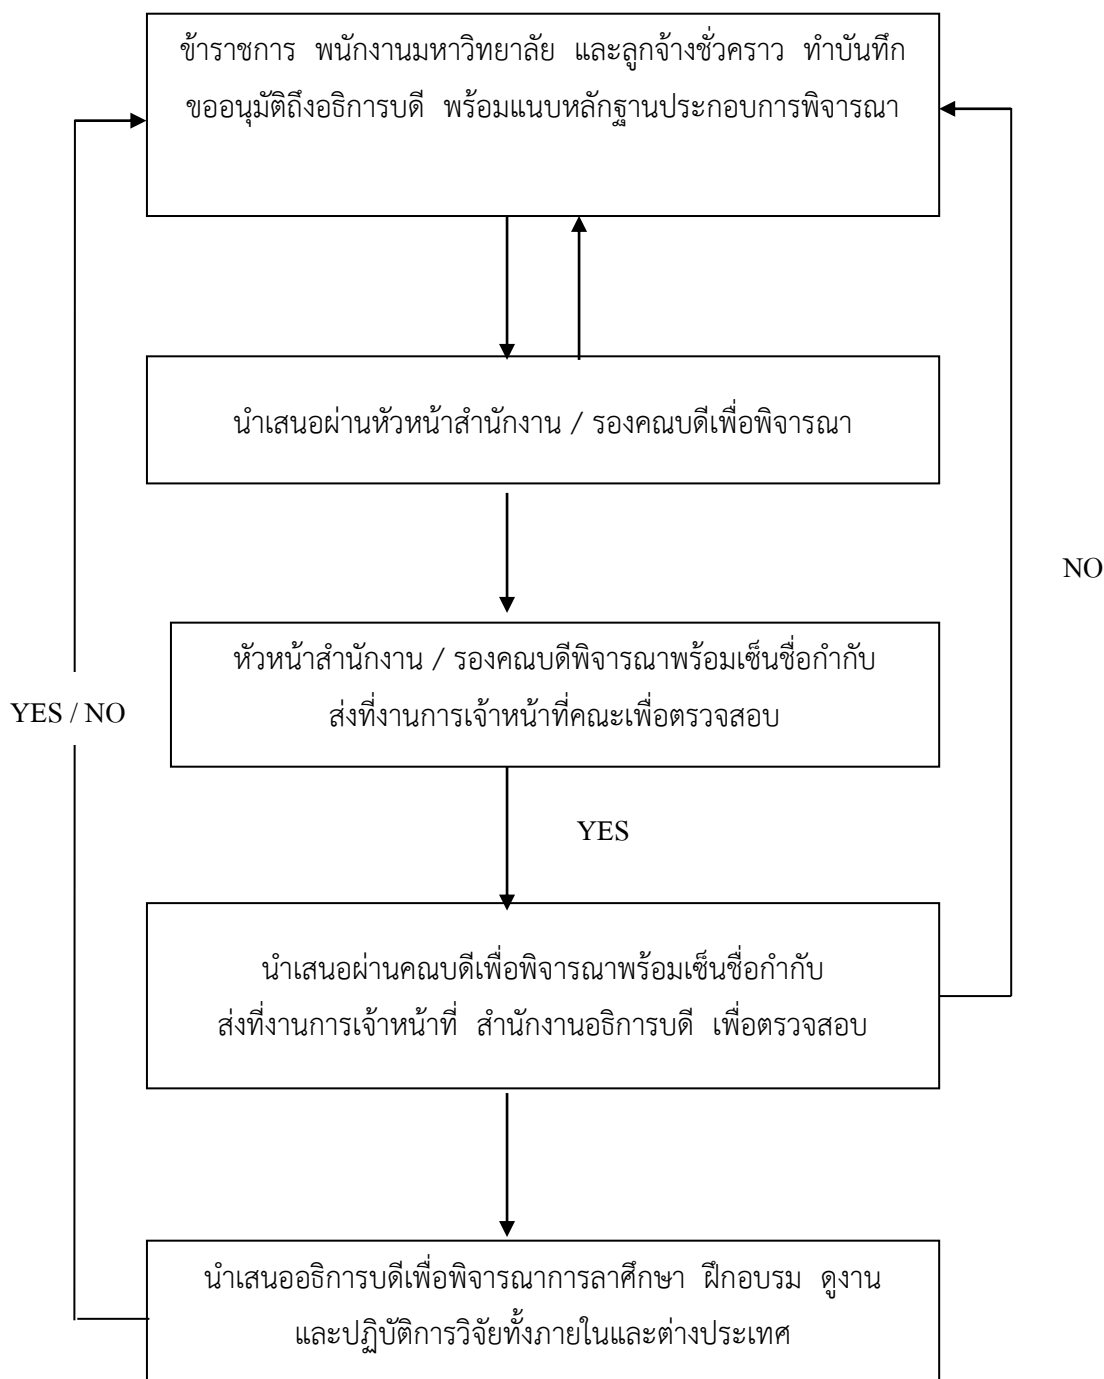 ข้าราชการ พนักงานมหาวิทยาลัย และลูกจ้างชั่วคราว ทำบันทึก
ขออนุมัติถึงอธิการบดี พร้อมแนบหลักฐานประกอบการพิจารณา
นำเสนอผ่านหัวหน้าสำนักงาน / รองคณบดีเพื่อพิจารณา
NO
หัวหน้าสำนักงาน / รองคณบดีพิจารณาพร้อมเซ็นชื่อกำกับ
ส่งที่งานการเจ้าหน้าที่คณะเพื่อตรวจสอบ
YES / NO
YES
นำเสนอผ่านคณบดีเพื่อพิจารณาพร้อมเซ็นชื่อกำกับ
ส่งที่งานการเจ้าหน้าที่ สำนักงานอธิการบดี เพื่อตรวจสอบ
นำเสนออธิการบดีเพื่อพิจารณาการลาศึกษา ฝึกอบรม ดูงาน
และปฏิบัติการวิจัยทั้งภายในและต่างประเทศ